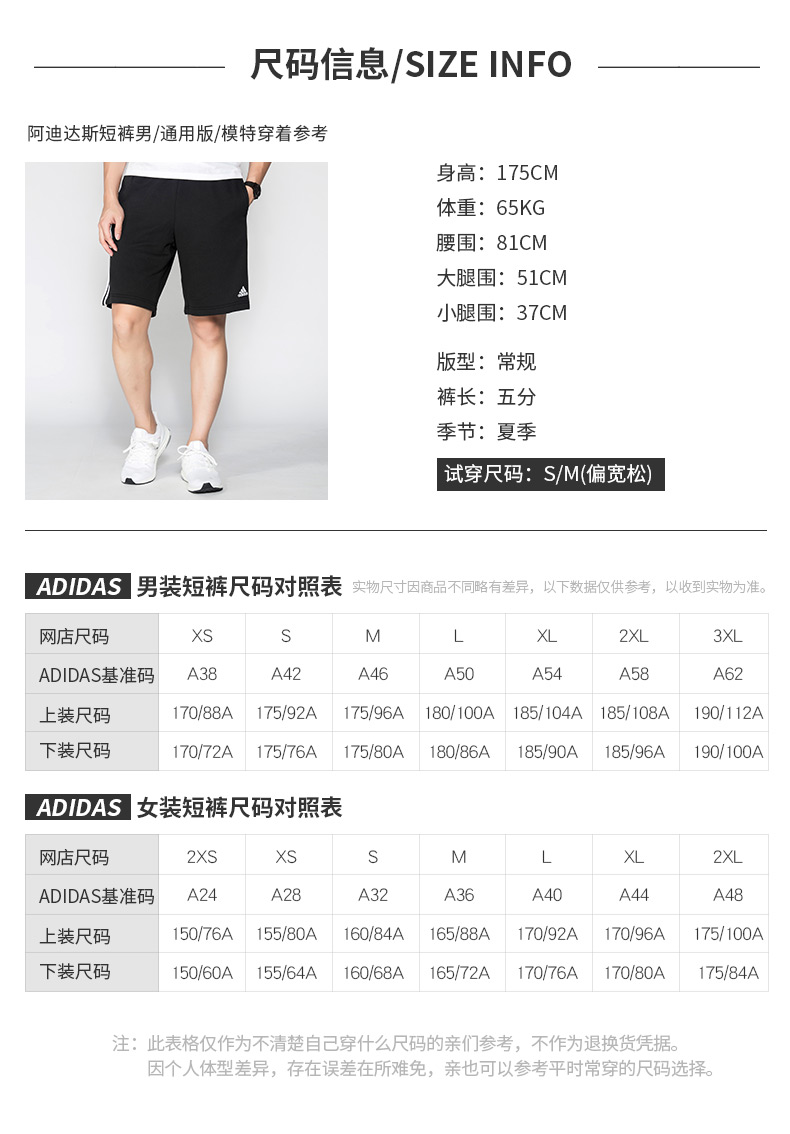 尺码信息/SIZE INFO
阿迪达斯短裤男/通用版/模特穿着参考
身高：175CM
体重：65KG
腰围：81CM
大腿围：51CM
小腿围：37CM
版型：常规
裤长：五分
季节：夏季
试穿尺码：S/M(偏宽松)
ADIDAS 男装短裤尺码对照表 实物尺寸因商品不同略有差异，以下数据仅供参考，以收到实物为准。
网店尺码 XS S M L XL 2XL 3XL
ADIDAS基准码 A38 A42 A46 A50 A54 A58 A62
上装尺码 170/88A 175/92A 175/96A 180/100A 185/104A 185/108A 190/112A
下装尺码 170/72A 175/76A 175/80A 180/86A 185/90A 185/96A 190/100A
ADIDAS 女装短裤尺码对照表
网店尺码 2XS XS S M L XL 2XL
ADIDAS基准码 A24 A28 A32 A36 A40 A44 A48
上装尺码 150/76A 155/80A 160/84A 165/88A 170/92A 170/96A 175/100A
下装尺码 150/60A 155/64A 160/68A 165/72A 170/76A 170/80A 175/84A
注：此表格仅作为不清楚自己穿什么尺码的亲们参考，不作为退换货凭据。
因个人体型差异，存在误差在所难免，亲也可以参考平时常穿的尺码选择。